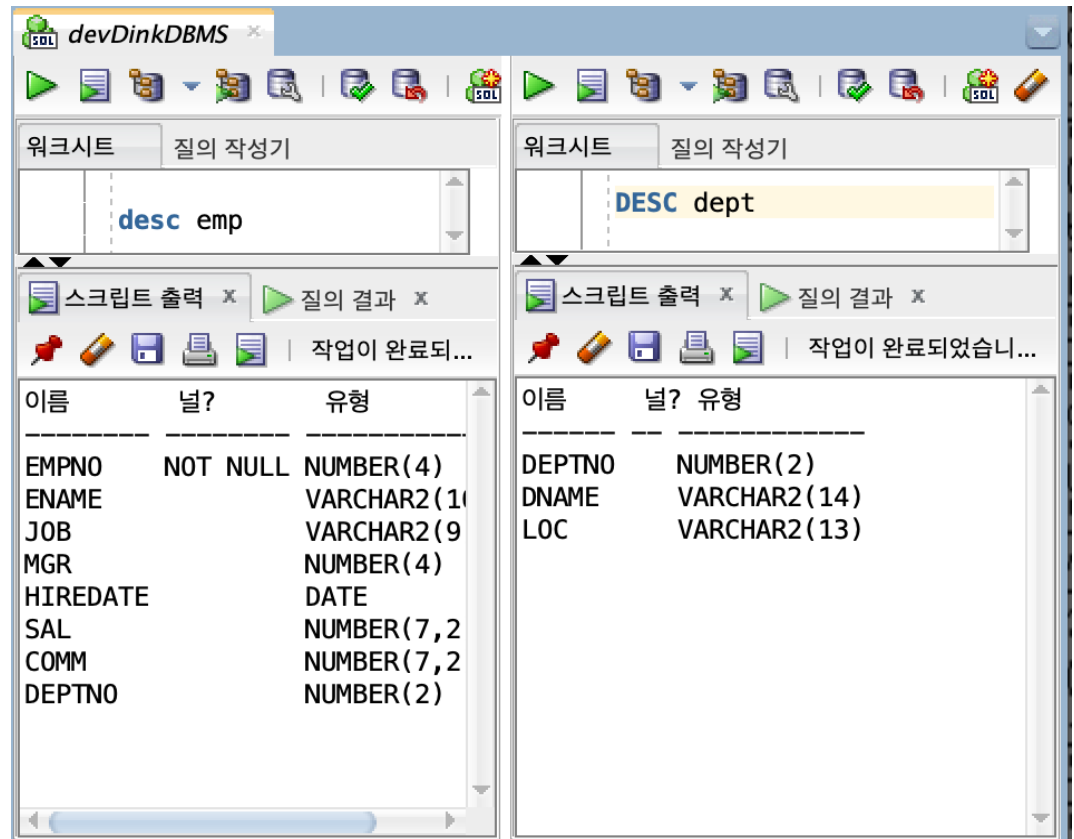 devDinkDBMS
워크시트 질의 작성기
desc emp
스크립트 출력 x 질의 결과 x
작업이 완료되...
이름 널? 유형
-------- -------- ------------
EMPNO NOT NULL NUMBER(4)
ENAME VARCHAR2(10
JOB VARCHAR2(9
MGR NUMBER(4)
HIREDATE DATE
SAL NUMBER(7,2
COMM NUMBER(7,2
DEPTNO NUMBER(2)
워크시트 질의 작성기
DESC dept
스크립트 출력 x 질의 결과 x
작업이 완료되었습니...
이름 널? 유형
------ -- ------------
DEPTNO NUMBER(2)
DNAME VARCHAR2(14)
LOC VARCHAR2(13)